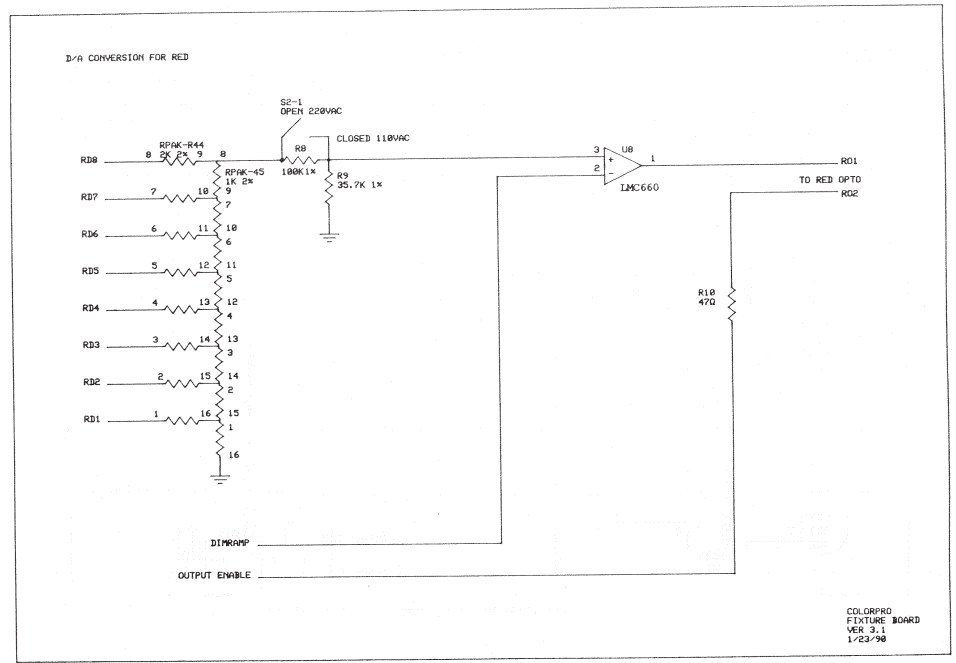 D/A CONVERSION FOR RED
S2-1
OPEN 220VAC
CLOSED 110VAC
RPAK-R44
2K 2%
RD8 8 9 8
R8
100K1%
RPAK-45
1K 2%
9
R9
35.7K 1%
3 U8 1
+
2
-
LMC660
RO1
TO RED OPTO
RO2
RD7 7 10 7
RD6 6 11 10
6
RD5 5 12 11
5
R10
47Ω
RD4 4 13 12
4
RD3 3 14 13
3
RD2 2 15 14
2
RD1 1 16 15
1
16
DIMRAMP
OUTPUT ENABLE
COLORPRO
FIXTURE BOARD
VER 3.1
1/23/90